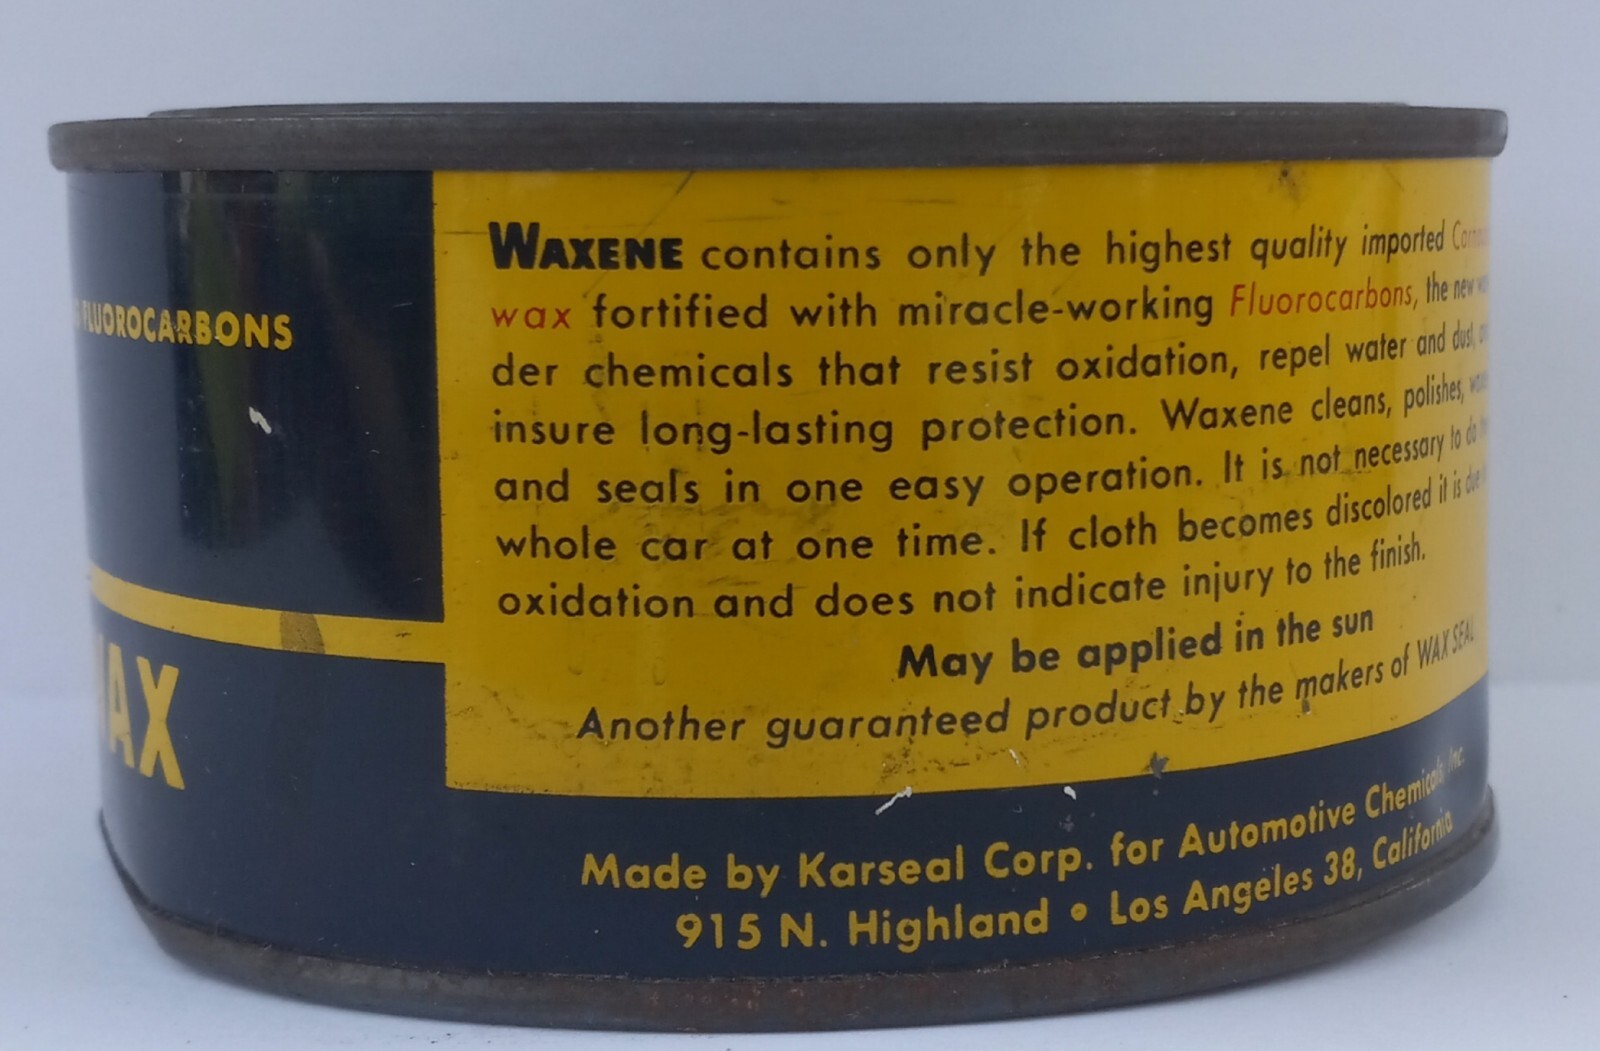 FLUOROCARBONS
WAX
WAXENE contains only the highest quality imported
wax fortified with miracle-working Fluorocarbons, the new
der chemicals that resist oxidation, repel water and dust,
insure long-lasting protection. Waxene cleans, polishes,
and seals in one easy operation. It is not necessary to do
whole car at one time. If cloth becomes discolored it is due
oxidation and does not indicate injury to the finish.
May be applied in the sun
Another guaranteed product by the makers of WAX SEAL
Made by Karseal Corp. for Automotive Chemicals, Inc.
915 N. Highland • Los Angeles 38, California